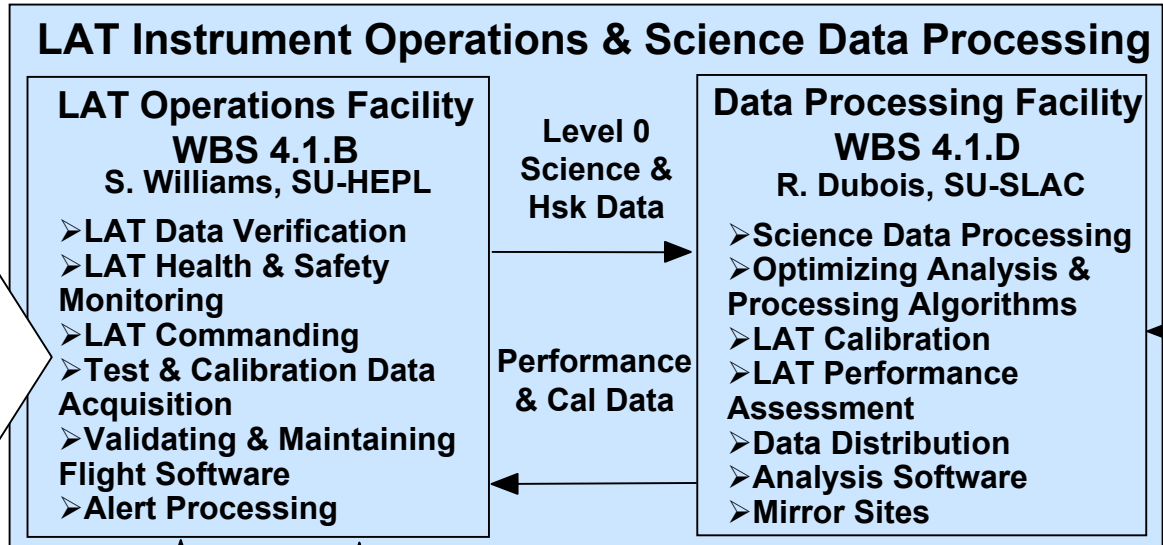 LAT Instrument Operations & Science Data Processing
LAT Operations Facility
WBS 4.1.B
S. Williams, SU-HEPL
➢LAT Data Verification
➢LAT Health & Safety
Monitoring
➢LAT Commanding
➢Test & Calibration Data
Acquisition
➢Validating & Maintaining
Flight Software
➢Alert Processing
Level 0
Science &
Hsk Data
Performance
& Cal Data
Data Processing Facility
WBS 4.1.D
R. Dubois, SU-SLAC
➢Science Data Processing
➢Optimizing Analysis &
Processing Algorithms
➢LAT Calibration
➢LAT Performance
Assessment
➢Data Distribution
➢Analysis Software
➢Mirror Sites